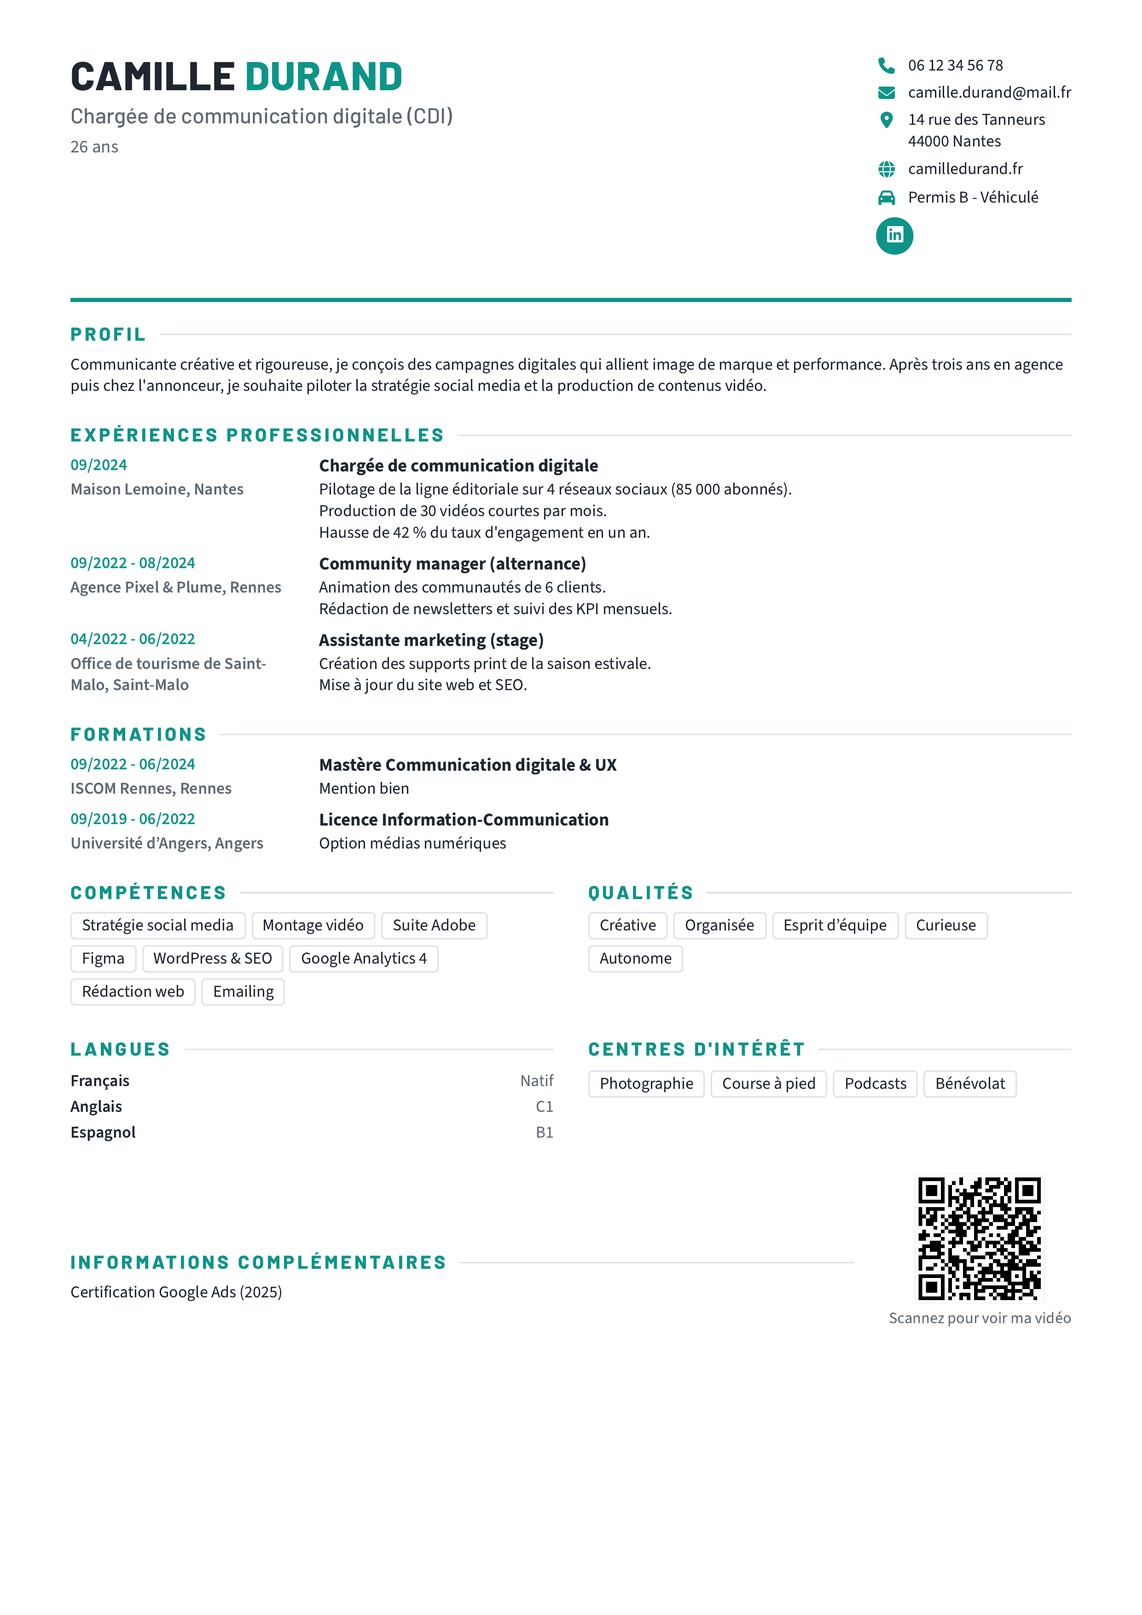 CAMILLE DURAND
Chargée de communication digitale (CDI)
26 ans
06 12 34 56 78
camille.durand@mail.fr
14 rue des Tanneurs
44000 Nantes
camilledurand.fr
Permis B - Véhiculé
in
PROFIL
Communicante créative et rigoureuse, je conçois des campagnes digitales qui allient image de marque et performance. Après trois ans en agence
puis chez l'annonceur, je souhaite piloter la stratégie social media et la production de contenus vidéo.
EXPÉRIENCES PROFESSIONNELLES
09/2024
Maison Lemoine, Nantes
Chargée de communication digitale
Pilotage de la ligne éditoriale sur 4 réseaux sociaux (85 000 abonnés).
Production de 30 vidéos courtes par mois.
Hausse de 42 % du taux d'engagement en un an.
09/2022 - 08/2024
Agence Pixel & Plume, Rennes
Community manager (alternance)
Animation des communautés de 6 clients.
Rédaction de newsletters et suivi des KPI mensuels.
04/2022 - 06/2022
Office de tourisme de Saint-
Malo, Saint-Malo
Assistante marketing (stage)
Création des supports print de la saison estivale.
Mise à jour du site web et SEO.
FORMATIONS
09/2022 - 06/2024
ISCOM Rennes, Rennes
Mastère Communication digitale & UX
Mention bien
09/2019 - 06/2022
Université d’Angers, Angers
Licence Information-Communication
Option médias numériques
COMPÉTENCES
Stratégie social media Montage vidéo Suite Adobe
Figma WordPress & SEO Google Analytics 4
Rédaction web Emailing
QUALITÉS
Créative Organisée Esprit d’équipe Curieuse
Autonome
LANGUES
Français Natif
Anglais C1
Espagnol B1
CENTRES D'INTÉRÊT
Photographie Course à pied Podcasts Bénévolat
INFORMATIONS COMPLÉMENTAIRES
Certification Google Ads (2025)
Scannez pour voir ma vidéo